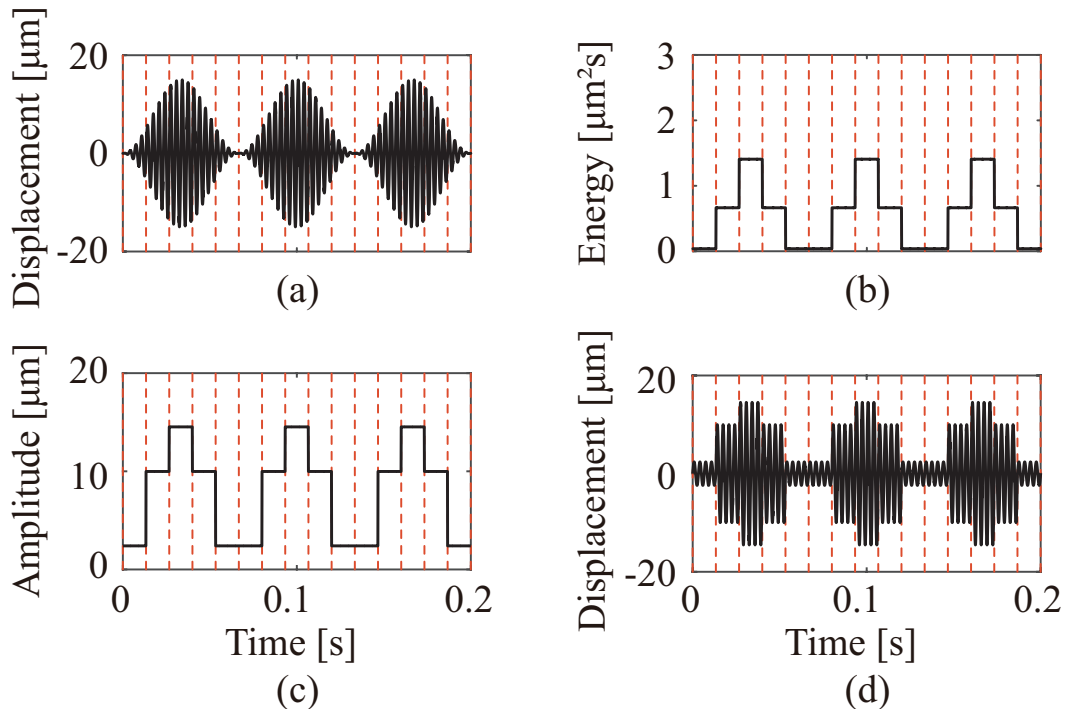 Displacement [μm]
20
0
-20
(a)
Energy [μm²s]
3
2
1
0
(b)
Amplitude [μm]
20
10
0
0
0.1
0.2
Time [s]
(c)
Displacement [μm]
20
0
-20
0
0.1
0.2
Time [s]
(d)